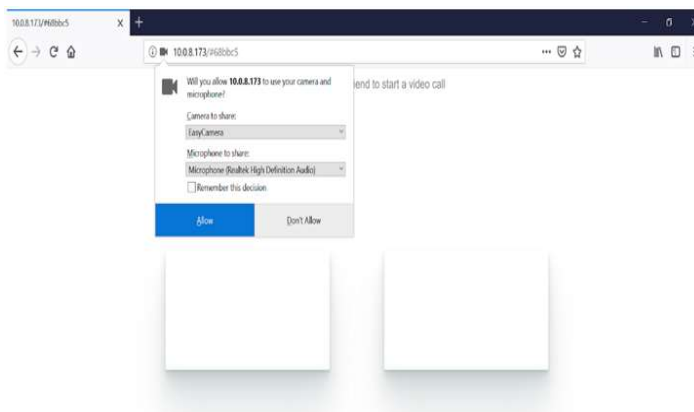 10.0.8.173/#68bbc5
10.0.8.173/#68bbc5
Will you allow 10.0.8.173 to use your camera and
microphone?
Camera to share:
EasyCamera
Microphone to share:
Microphone (Realtek High Definition Audio)
Remember this decision
Allow
Don't Allow
iend to start a video call